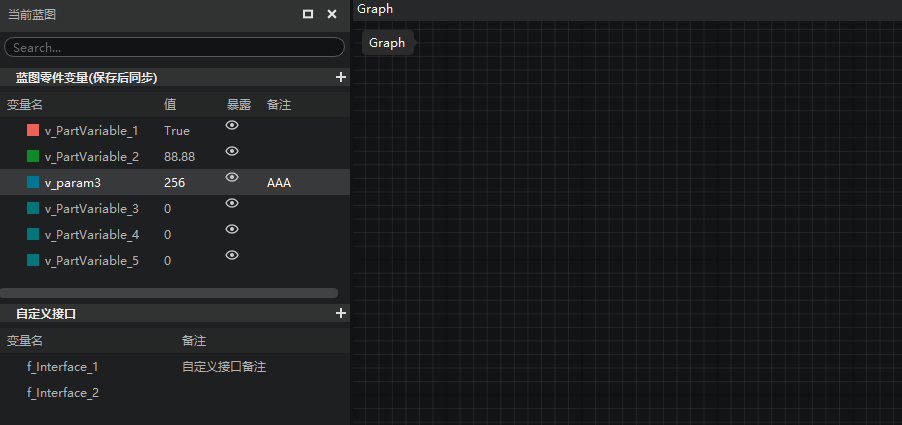 当前蓝图
Search...
蓝图零件变量(保存后同步)
变量名 值 暴露 备注
v_PartVariable_1 True
v_PartVariable_2 88.88
v_param3 256 AAA
v_PartVariable_3 0
v_PartVariable_4 0
v_PartVariable_5 0
自定义接口
变量名 备注
f_Interface_1 自定义接口备注
f_Interface_2
Graph
Graph